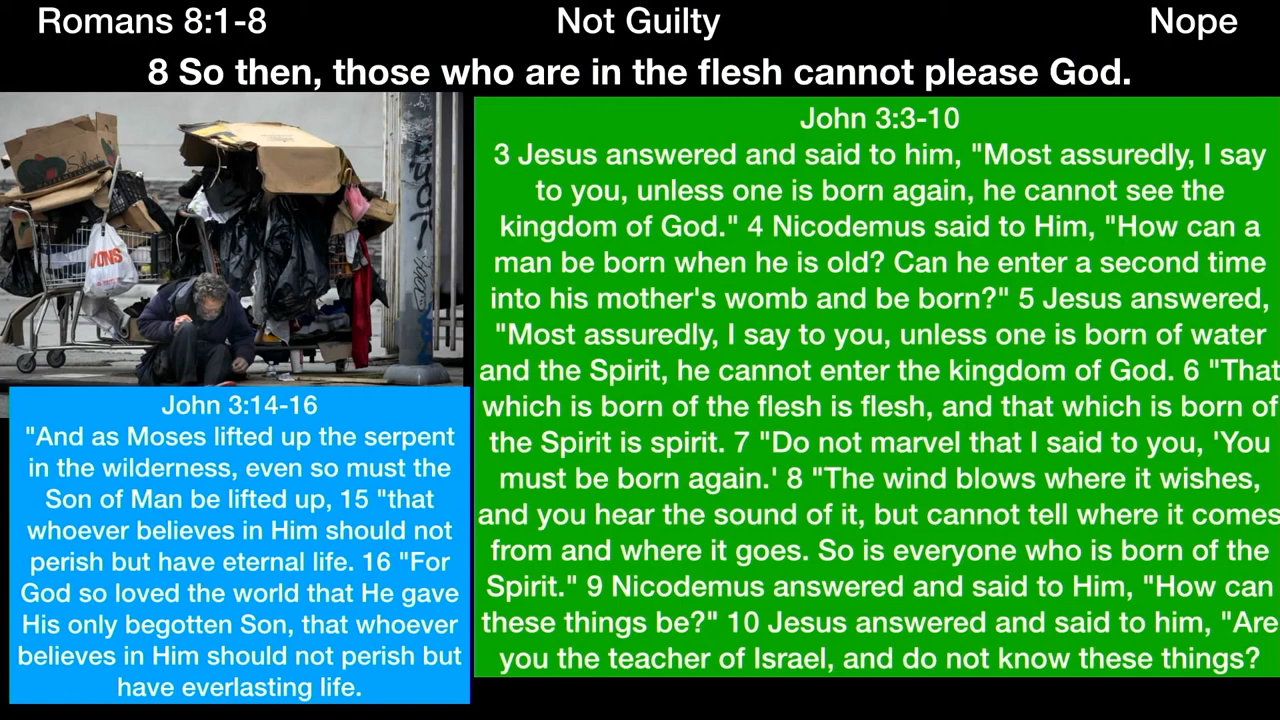 Romans 8:1-8
Not Guilty
Nope
8 So then, those who are in the flesh cannot please God.
VONS
John 3:14-16
"And as Moses lifted up the serpent
in the wilderness, even so must the
Son of Man be lifted up, 15 "that
whoever believes in Him should not
perish but have eternal life. 16 "For
God so loved the world that He gave
His only begotten Son, that whoever
believes in Him should not perish but
have everlasting life.
John 3:3-10
3 Jesus answered and said to him, "Most assuredly, I say
to you, unless one is born again, he cannot see the
kingdom of God." 4 Nicodemus said to Him, "How can a
man be born when he is old? Can he enter a second time
into his mother's womb and be born?" 5 Jesus answered,
"Most assuredly, I say to you, unless one is born of water
and the Spirit, he cannot enter the kingdom of God. 6 "That
which is born of the flesh is flesh, and that which is born of
the Spirit is spirit. 7 "Do not marvel that I said to you, 'You
must be born again.' 8 "The wind blows where it wishes,
and you hear the sound of it, but cannot tell where it comes
from and where it goes. So is everyone who is born of the
Spirit." 9 Nicodemus answered and said to Him, "How can
these things be?" 10 Jesus answered and said to him, "Are
you the teacher of Israel, and do not know these things?